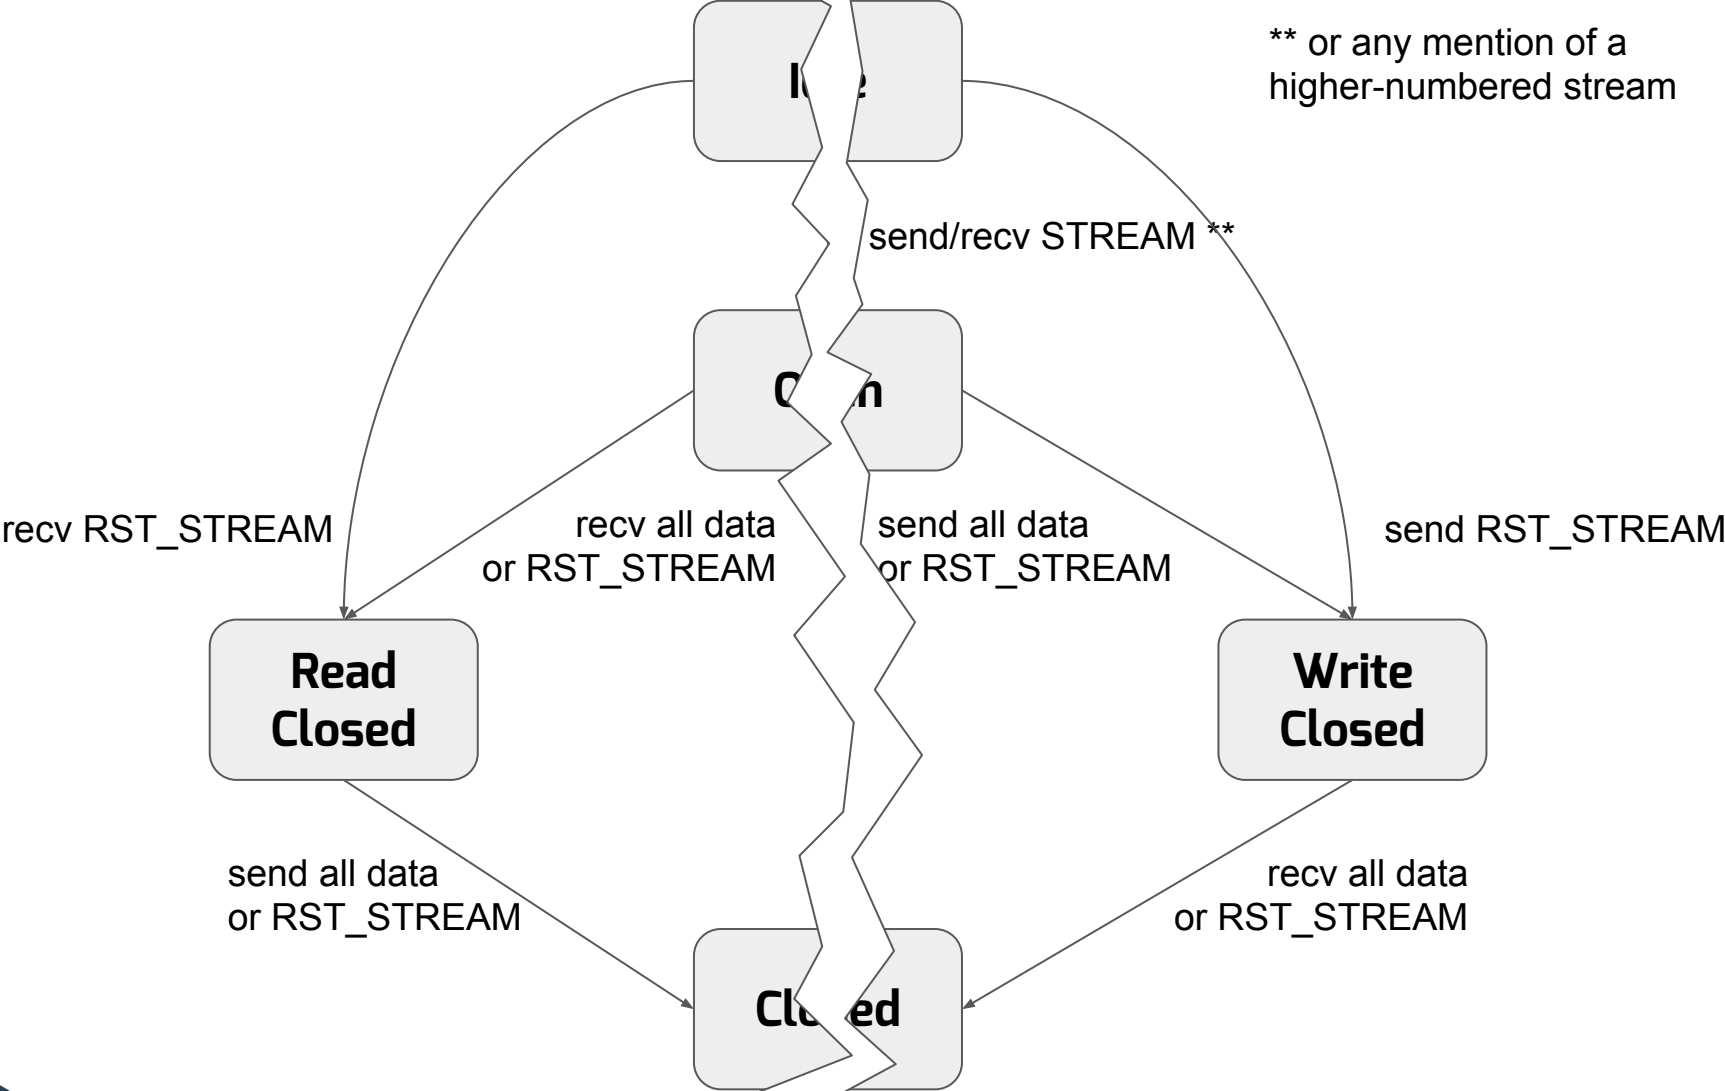 ** or any mention of a
higher-numbered stream
send/recv STREAM **
recv RST_STREAM
recv all data
or RST_STREAM
send all data
or RST_STREAM
send RST_STREAM
Read
Closed
Write
Closed
send all data
or RST_STREAM
recv all data
or RST_STREAM